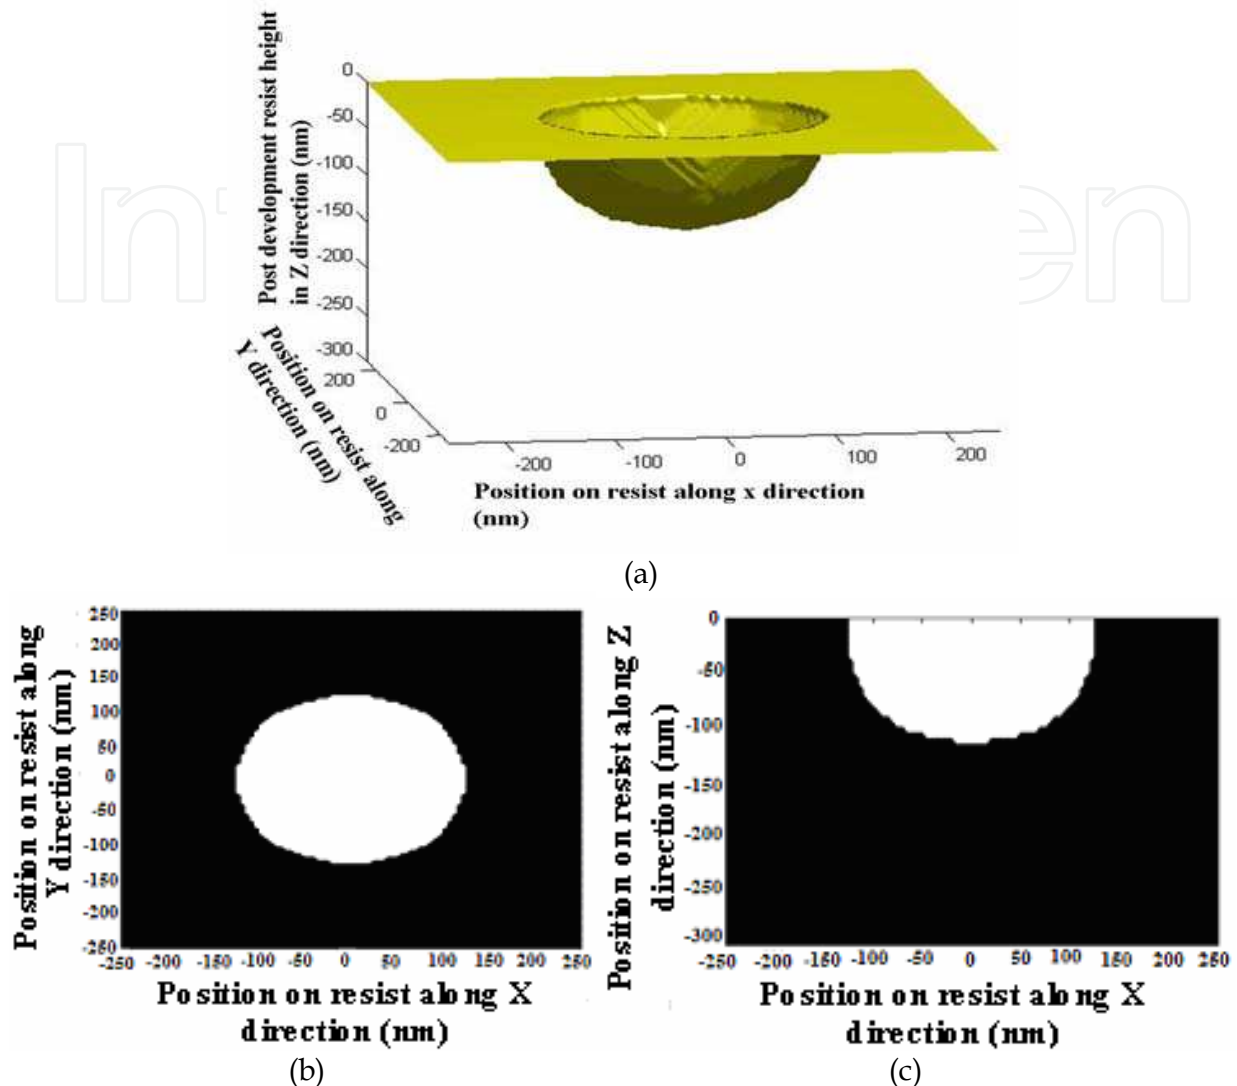 Post development resist height
in Z direction (nm)
0
-50
-100
-150
-200
-250
-300
200
0
-200
Position on resist along
Y direction (nm)
-200
-100
0
100
200
Position on resist along x direction
(nm)
(a)
Position on resist along
Y direction (nm)
250
200
150
100
50
0
-50
-100
-150
-200
-250
-250 -200 -150 -100 -50 0 50 100 150 200 250
Position on resist along X
direction (nm)
(b)
Position on resist along Z
direction (nm)
0
-50
-100
-150
-200
-250
-300
-250 -200 -150 -100 -50 0 50 100 150 200 250
Position on resist along X
direction (nm)
(c)